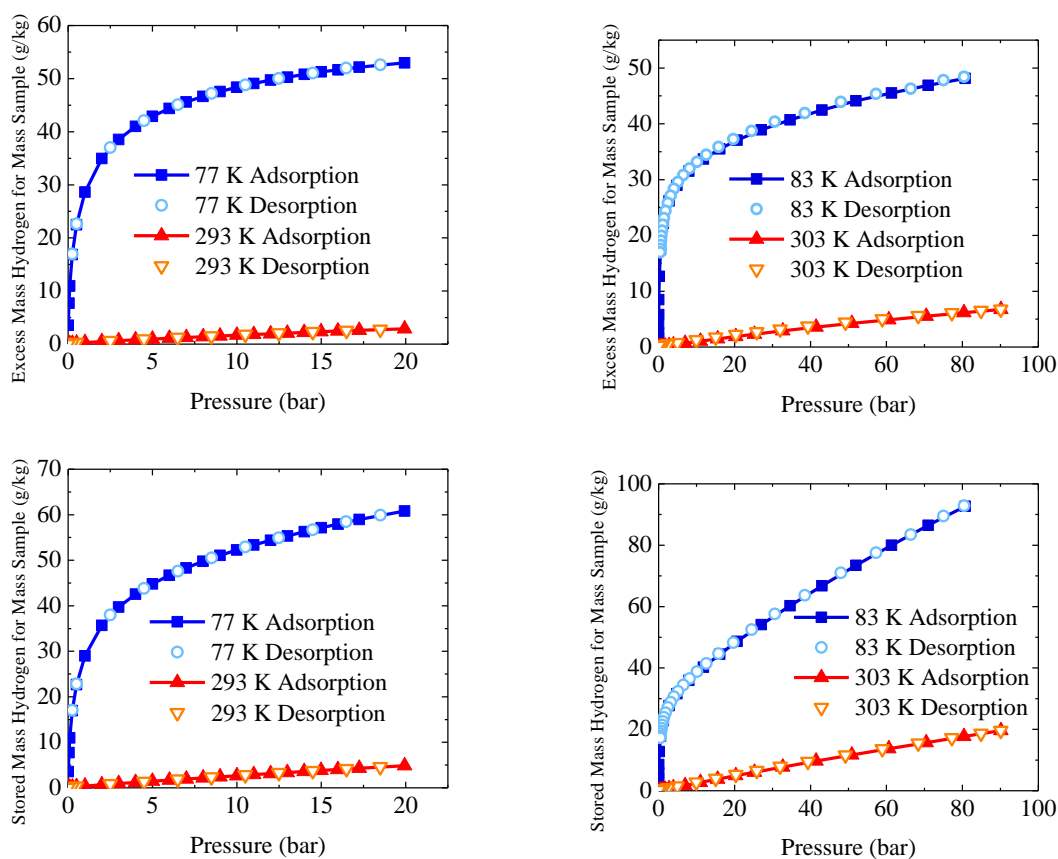 Excess Mass Hydrogen for Mass Sample (g/kg)
60
50
40
30
20
10
0
77 K Adsorption
77 K Desorption
293 K Adsorption
293 K Desorption
0 5 10 15 20
Pressure (bar)
Excess Mass Hydrogen for Mass Sample (g/kg)
50
40
30
20
10
0
83 K Adsorption
83 K Desorption
303 K Adsorption
303 K Desorption
0 20 40 60 80 100
Pressure (bar)
Stored Mass Hydrogen for Mass Sample (g/kg)
70
60
50
40
30
20
10
0
77 K Adsorption
77 K Desorption
293 K Adsorption
293 K Desorption
0 5 10 15 20
Pressure (bar)
Stored Mass Hydrogen for Mass Sample (g/kg)
100
80
60
40
20
0
83 K Adsorption
83 K Desorption
303 K Adsorption
303 K Desorption
0 20 40 60 80 100
Pressure (bar)